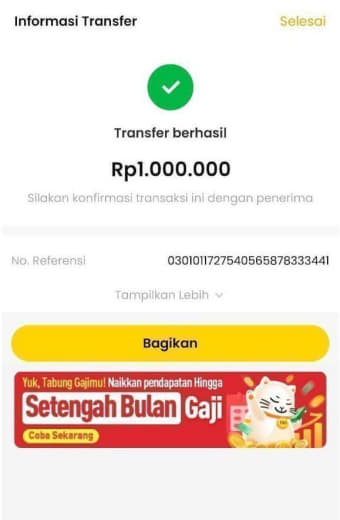 Informasi Transfer
Selesai
Transfer berhasil
Rp1.000.000
Silakan konfirmasi transaksi ini dengan penerima
No. Referensi
0301011727540565878333441
Tampilkan Lebih
Bagikan
Yuk, Tabung Gajimu! Naikkan pendapatan Hingga
Setengah Bulan Gaji
Coba Sekarang